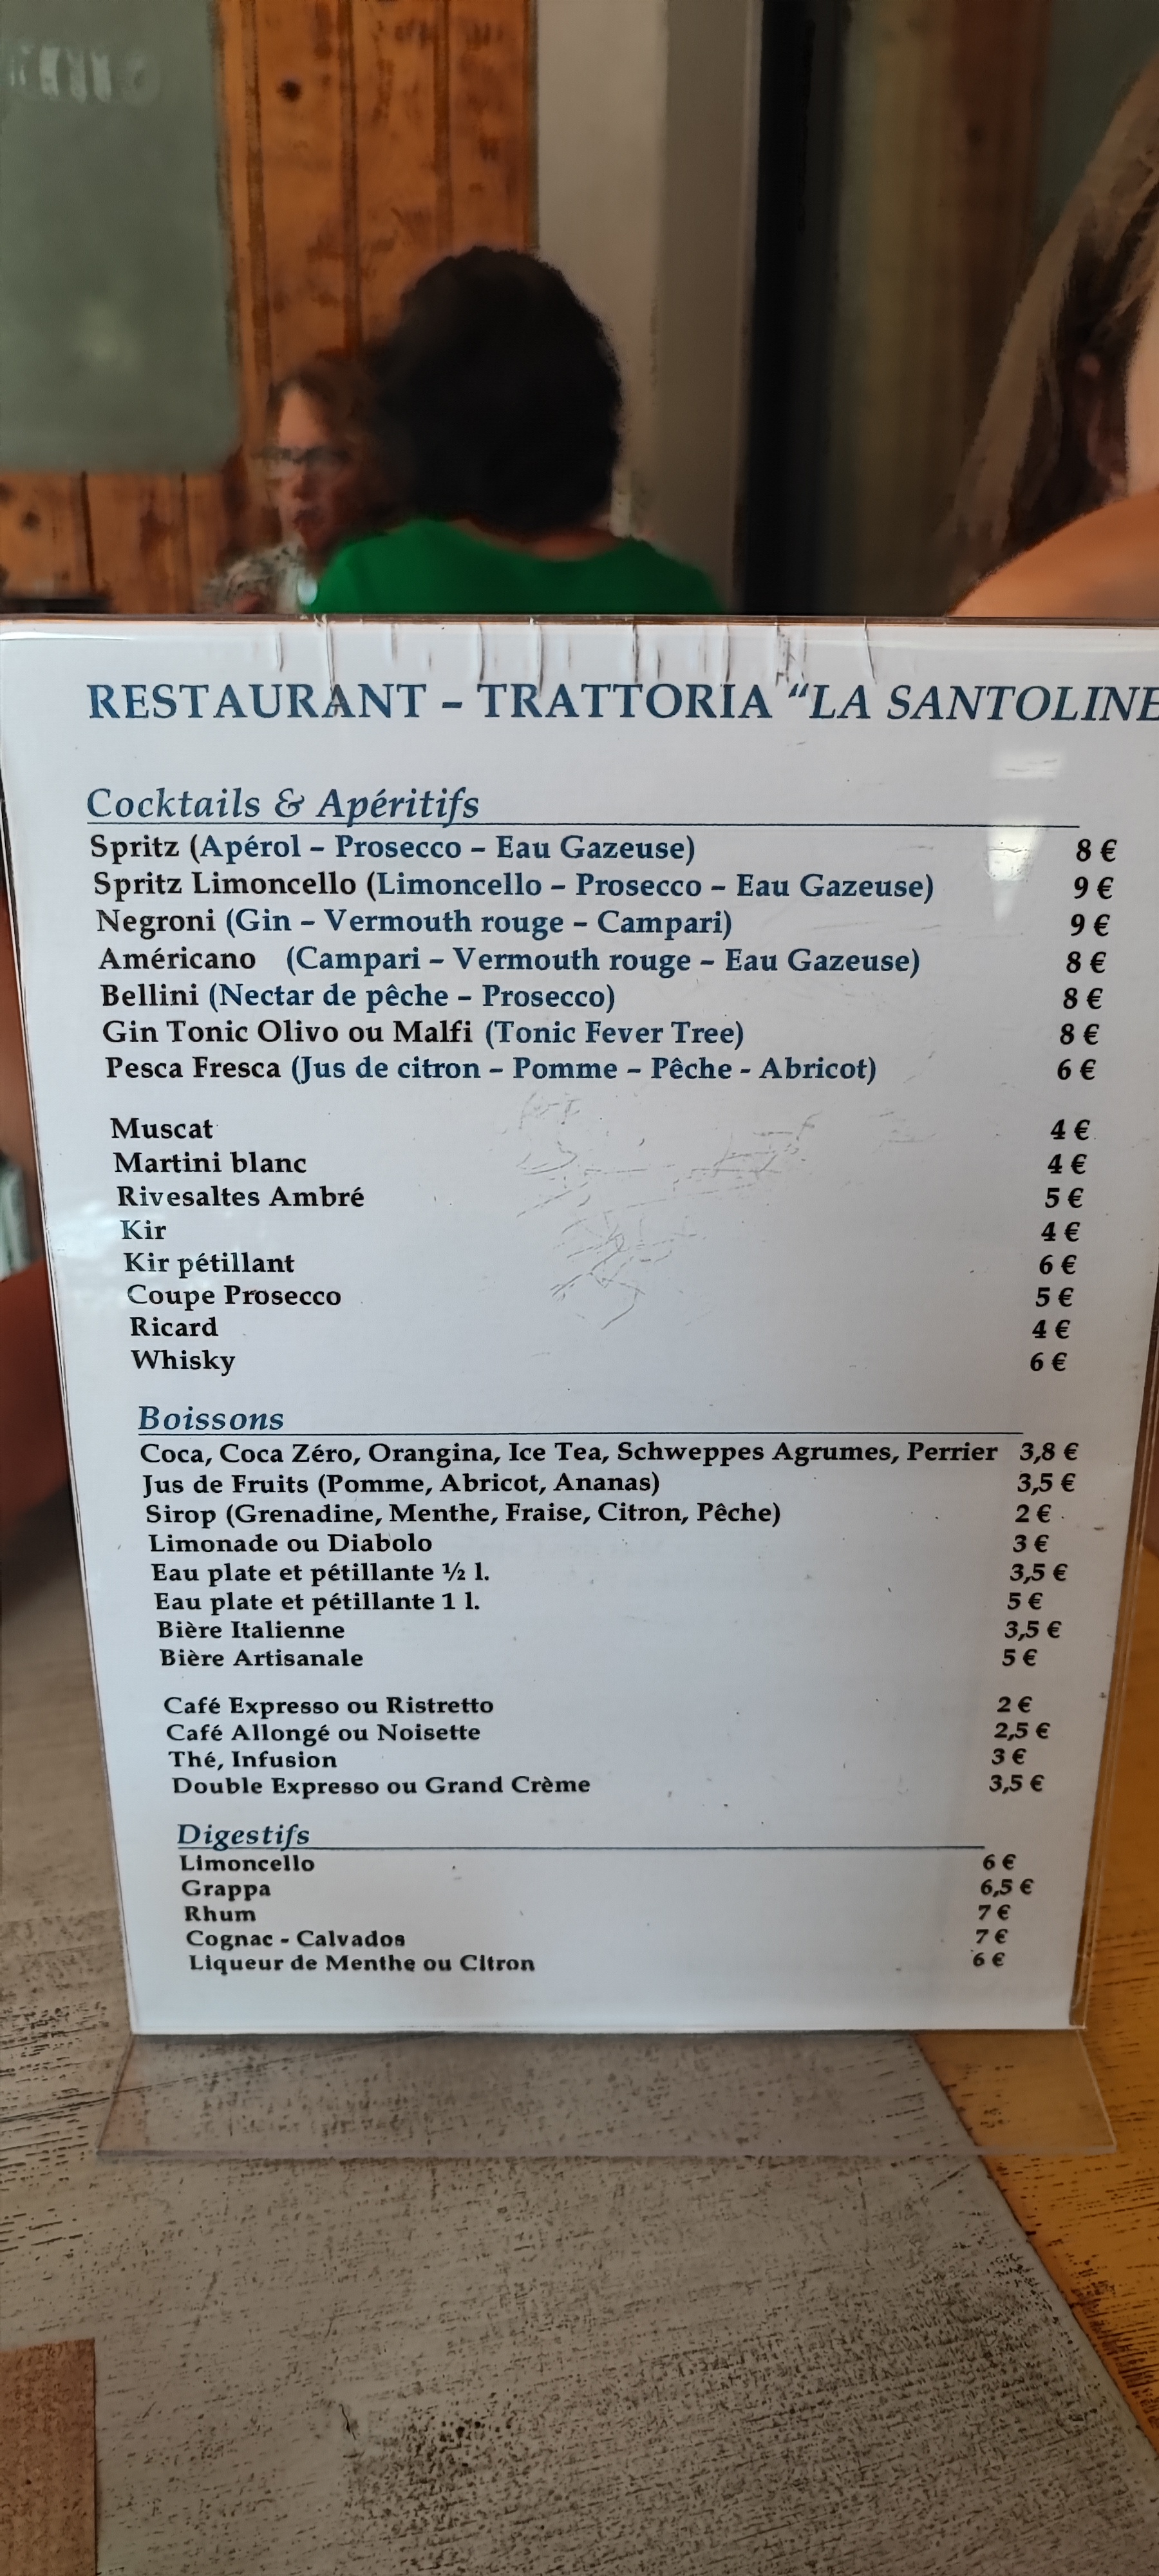 RESTAURANT – TRATTORIA “LA SANTOLINE
Cocktails & Apéritifs
Spritz (Apérol – Prosecco – Eau Gazeuse) 8 €
Spritz Limoncello (Limoncello – Prosecco – Eau Gazeuse) 9 €
Negroni (Gin – Vermouth rouge – Campari) 9 €
Américano (Campari – Vermouth rouge – Eau Gazeuse) 8 €
Bellini (Nectar de pêche – Prosecco) 8 €
Gin Tonic Olivo ou Malfi (Tonic Fever Tree) 8 €
Pesca Fresca (Jus de citron – Pomme – Pêche - Abricot) 6 €
Muscat 4 €
Martini blanc 4 €
Rivesaltes Ambré 5 €
Kir 4 €
Kir pétillant 6 €
Coupe Prosecco 5 €
Ricard 4 €
Whisky 6 €
Boissons
Coca, Coca Zéro, Orangina, Ice Tea, Schweppes Agrumes, Perrier 3,8 €
Jus de Fruits (Pomme, Abricot, Ananas) 3,5 €
Sirop (Grenadine, Menthe, Fraise, Citron, Pêche) 2 €
Limonade ou Diabolo 3 €
Eau plate et pétillante ½ l. 3,5 €
Eau plate et pétillante 1 l. 5 €
Bière Italienne 3,5 €
Bière Artisanale 5 €
Café Expresso ou Ristretto 2 €
Café Allongé ou Noisette 2,5 €
Thé, Infusion 3 €
Double Expresso ou Grand Crème 3,5 €
Digestifs
Limoncello 6 €
Grappa 6,5 €
Rhum 7 €
Cognac - Calvados 7 €
Liqueur de Menthe ou Citron 6 €